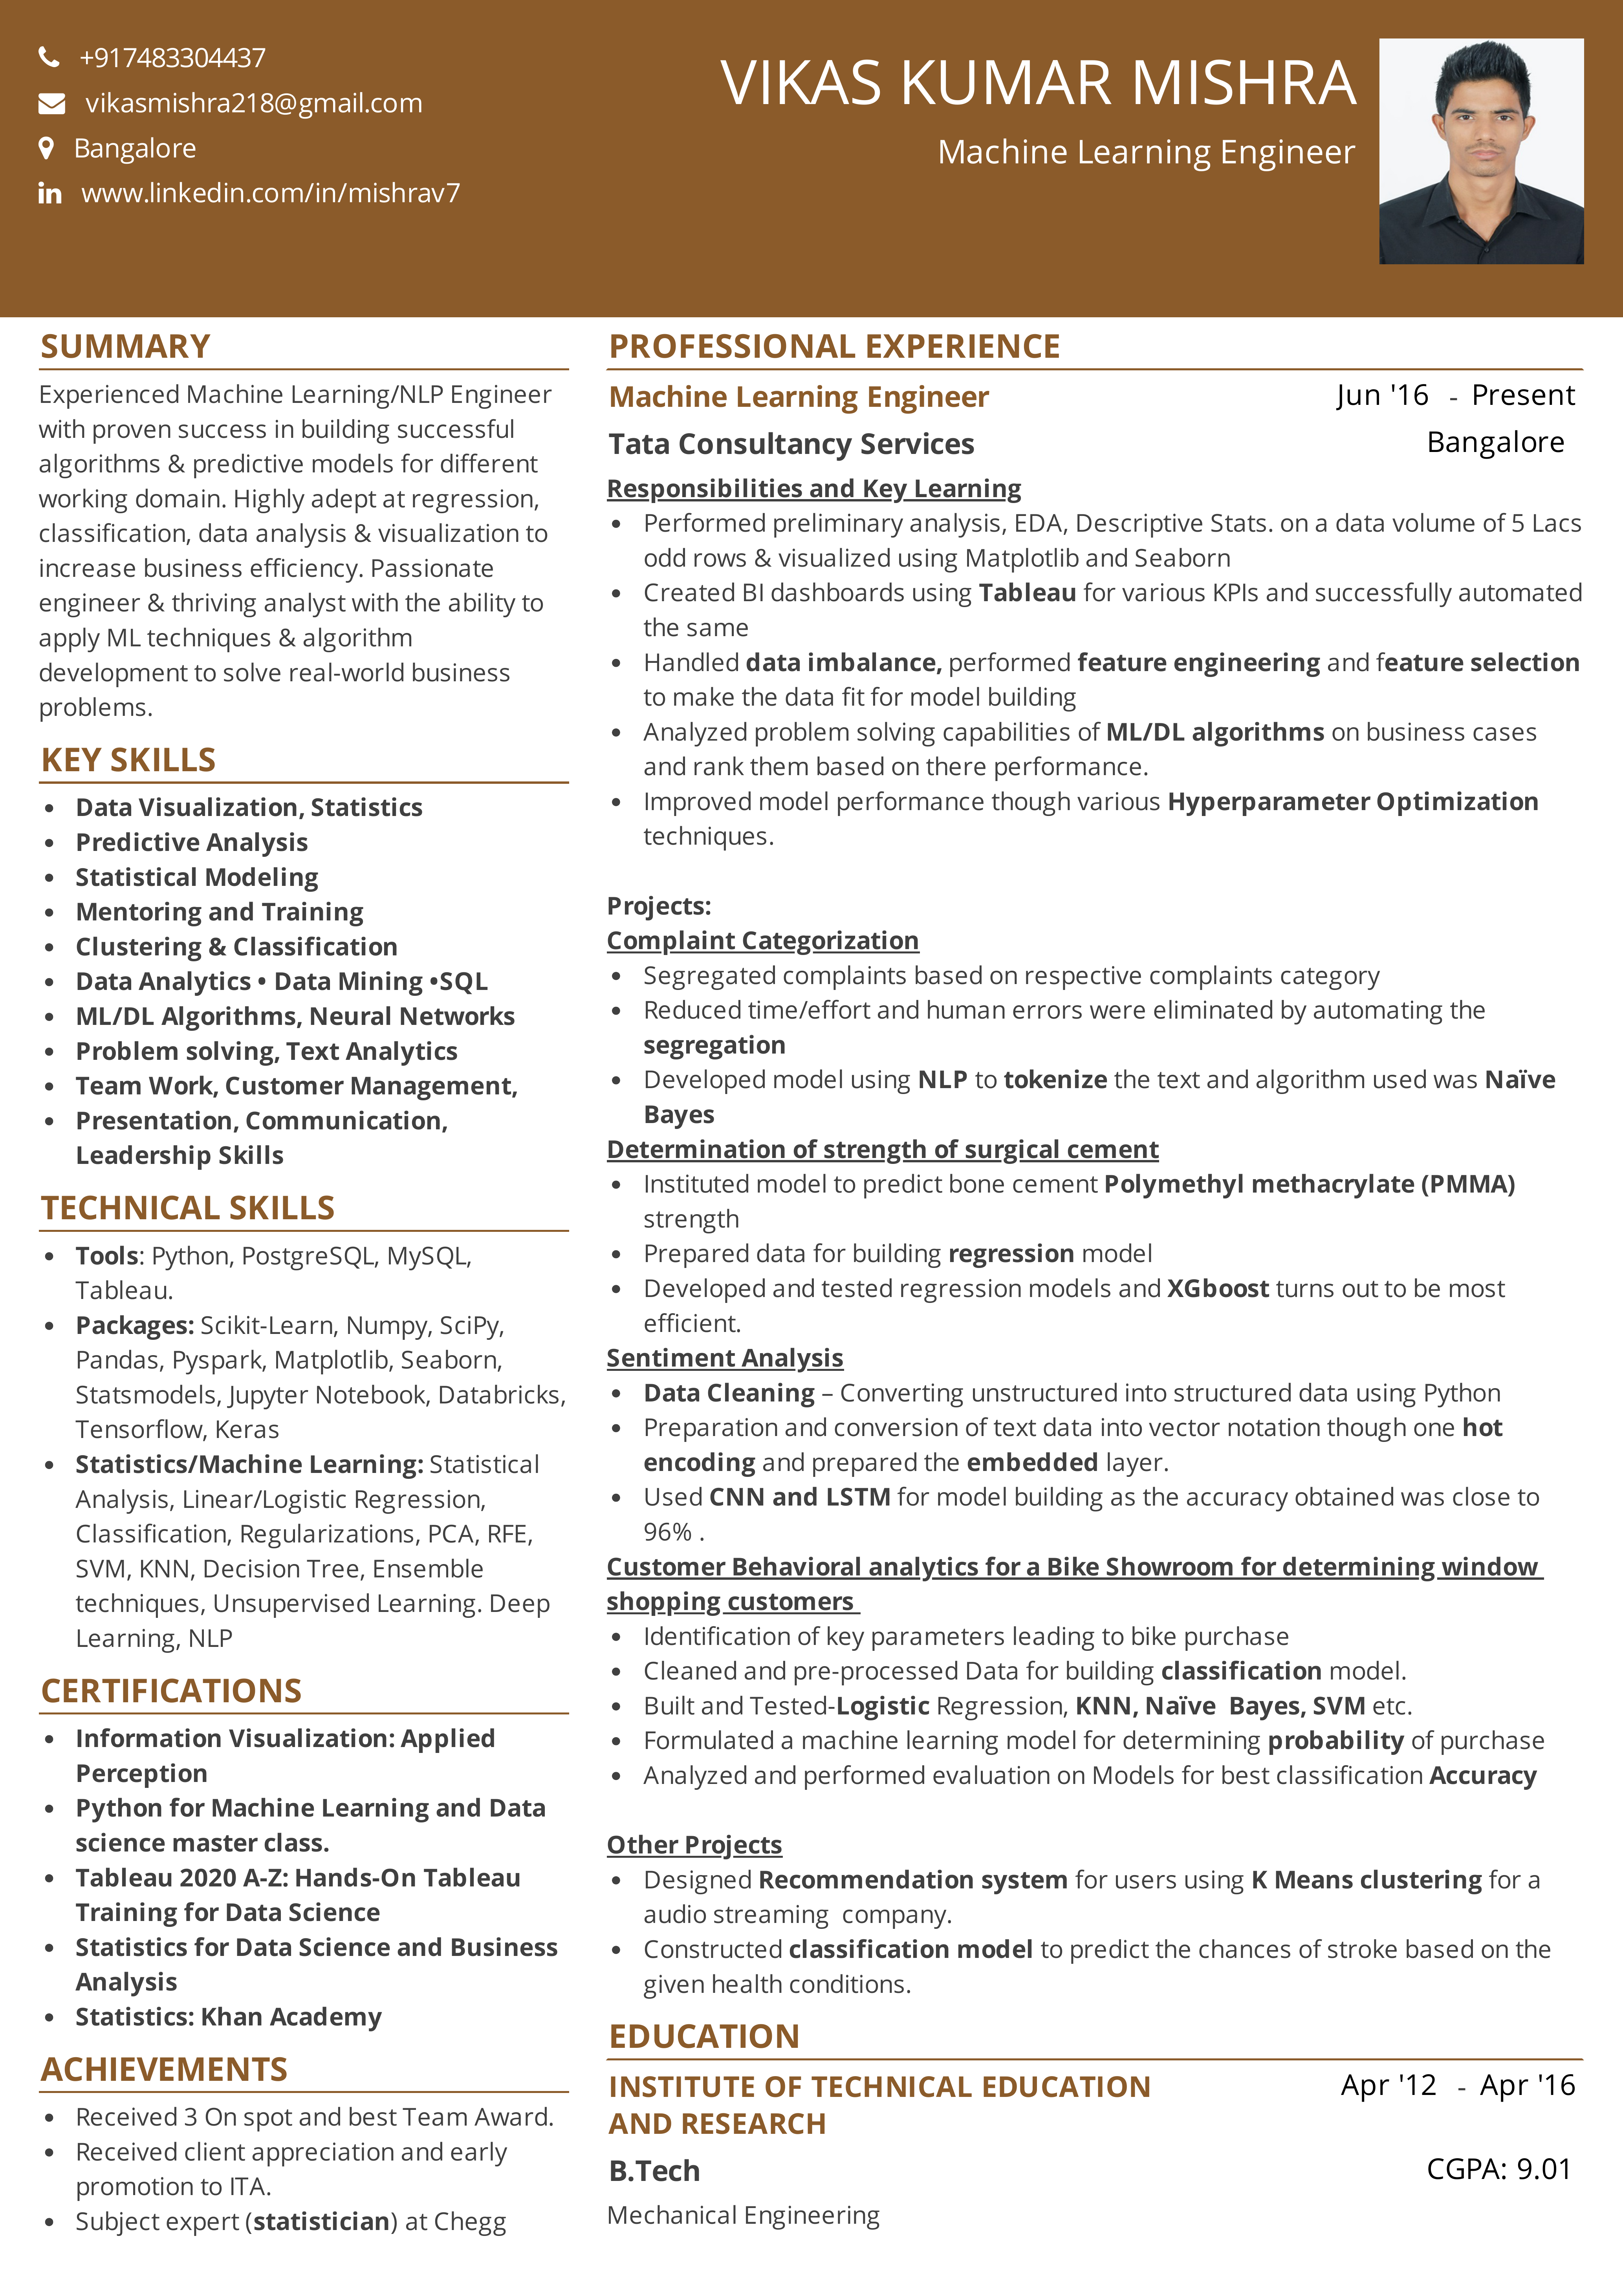 +917483304437
vikasmishra218@gmail.com
Bangalore
www.linkedin.com/in/mishrav7
VIKAS KUMAR MISHRA
Machine Learning Engineer
SUMMARY
Experienced Machine Learning/NLP Engineer
with proven success in building successful
algorithms & predictive models for different
working domain. Highly adept at regression,
classification, data analysis & visualization to
increase business efficiency. Passionate
engineer & thriving analyst with the ability to
apply ML techniques & algorithm
development to solve real-world business
problems.
KEY SKILLS
• Data Visualization, Statistics
• Predictive Analysis
• Statistical Modeling
• Mentoring and Training
• Clustering & Classification
• Data Analytics • Data Mining •SQL
• ML/DL Algorithms, Neural Networks
• Problem solving, Text Analytics
• Team Work, Customer Management,
• Presentation, Communication,
Leadership Skills
TECHNICAL SKILLS
• Tools: Python, PostgreSQL, MySQL,
Tableau.
• Packages: Scikit-Learn, Numpy, SciPy,
Pandas, Pyspark, Matplotlib, Seaborn,
Statsmodels, Jupyter Notebook, Databricks,
Tensorflow, Keras
• Statistics/Machine Learning: Statistical
Analysis, Linear/Logistic Regression,
Classification, Regularizations, PCA, RFE,
SVM, KNN, Decision Tree, Ensemble
techniques, Unsupervised Learning. Deep
Learning, NLP
CERTIFICATIONS
• Information Visualization: Applied
Perception
• Python for Machine Learning and Data
science master class.
• Tableau 2020 A-Z: Hands-On Tableau
Training for Data Science
• Statistics for Data Science and Business
Analysis
• Statistics: Khan Academy
ACHIEVEMENTS
• Received 3 On spot and best Team Award.
• Received client appreciation and early
promotion to ITA.
• Subject expert (statistician) at Chegg
PROFESSIONAL EXPERIENCE
Machine Learning Engineer Jun '16 - Present
Tata Consultancy Services Bangalore
Responsibilities and Key Learning
• Performed preliminary analysis, EDA, Descriptive Stats. on a data volume of 5 Lacs
odd rows & visualized using Matplotlib and Seaborn
• Created BI dashboards using Tableau for various KPIs and successfully automated
the same
• Handled data imbalance, performed feature engineering and feature selection
to make the data fit for model building
• Analyzed problem solving capabilities of ML/DL algorithms on business cases
and rank them based on there performance.
• Improved model performance though various Hyperparameter Optimization
techniques.
Projects:
Complaint Categorization
• Segregated complaints based on respective complaints category
• Reduced time/effort and human errors were eliminated by automating the
segregation
• Developed model using NLP to tokenize the text and algorithm used was Naïve
Bayes
Determination of strength of surgical cement
• Instituted model to predict bone cement Polymethyl methacrylate (PMMA)
strength
• Prepared data for building regression model
• Developed and tested regression models and XGboost turns out to be most
efficient.
Sentiment Analysis
• Data Cleaning – Converting unstructured into structured data using Python
• Preparation and conversion of text data into vector notation though one hot
encoding and prepared the embedded layer.
• Used CNN and LSTM for model building as the accuracy obtained was close to
96% .
Customer Behavioral analytics for a Bike Showroom for determining window
shopping customers
• Identification of key parameters leading to bike purchase
• Cleaned and pre-processed Data for building classification model.
• Built and Tested-Logistic Regression, KNN, Naïve Bayes, SVM etc.
• Formulated a machine learning model for determining probability of purchase
• Analyzed and performed evaluation on Models for best classification Accuracy
Other Projects
• Designed Recommendation system for users using K Means clustering for a
audio streaming company.
• Constructed classification model to predict the chances of stroke based on the
given health conditions.
EDUCATION
INSTITUTE OF TECHNICAL EDUCATION Apr '12 - Apr '16
AND RESEARCH
B.Tech CGPA: 9.01
Mechanical Engineering